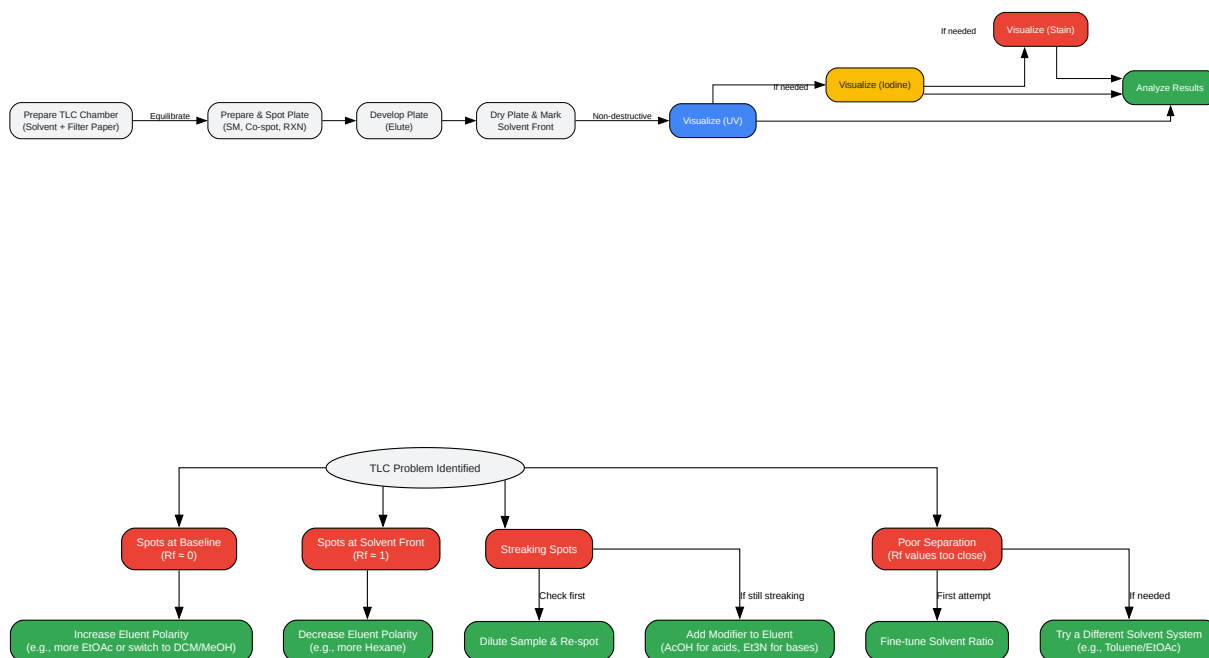 Prepare TLC Chamber
(Solvent + Filter Paper)
Equilibrate
Prepare & Spot Plate
(SM, Co-spot, RXN)
Develop Plate
(Elute)
Dry Plate & Mark
Solvent Front
Non-destructive
Visualize (UV)
If needed
Visualize (Iodine)
If needed
Visualize (Stain)
Analyze Results
TLC Problem Identified
Spots at Baseline
(Rf ≈ 0)
Spots at Solvent Front
(Rf ≈ 1)
Streaking Spots
Poor Separation
(Rf values too close)
Check first
If still streaking
First attempt
If needed
Increase Eluent Polarity
(e.g., more EtOAc or switch to DCM/MeOH)
Decrease Eluent Polarity
(e.g., more Hexane)
Dilute Sample & Re-spot
Add Modifier to Eluent
(AcOH for acids, Et3N for bases)
Fine-tune Solvent Ratio
Try a Different Solvent System
(e.g., Toluene/EtOAc)